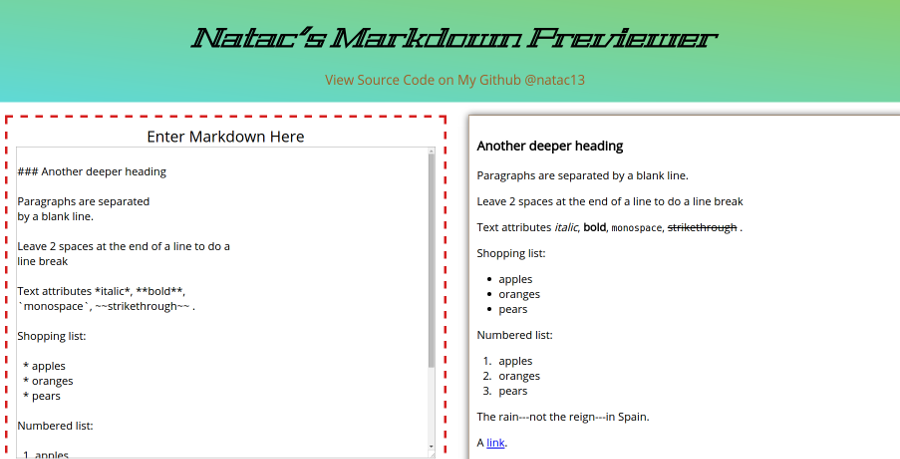 Natac's Markdown Previewer
View Source Code on My Github @natac13
Enter Markdown Here
### Another deeper heading
Paragraphs are separated
by a blank line.
Leave 2 spaces at the end of a line to do a
line break
Text attributes *italic*, **bold**,
`monospace`, ~~strikethrough~~ .
Shopping list:
* apples
* oranges
* pears
Numbered list:
1. apples
Another deeper heading
Paragraphs are separated by a blank line.
Leave 2 spaces at the end of a line to do a line break
Text attributes italic, bold, monospace, strikethrough .
Shopping list:
• apples
• oranges
• pears
Numbered list:
1. apples
2. oranges
3. pears
The rain---not the reign---in Spain.
A link.